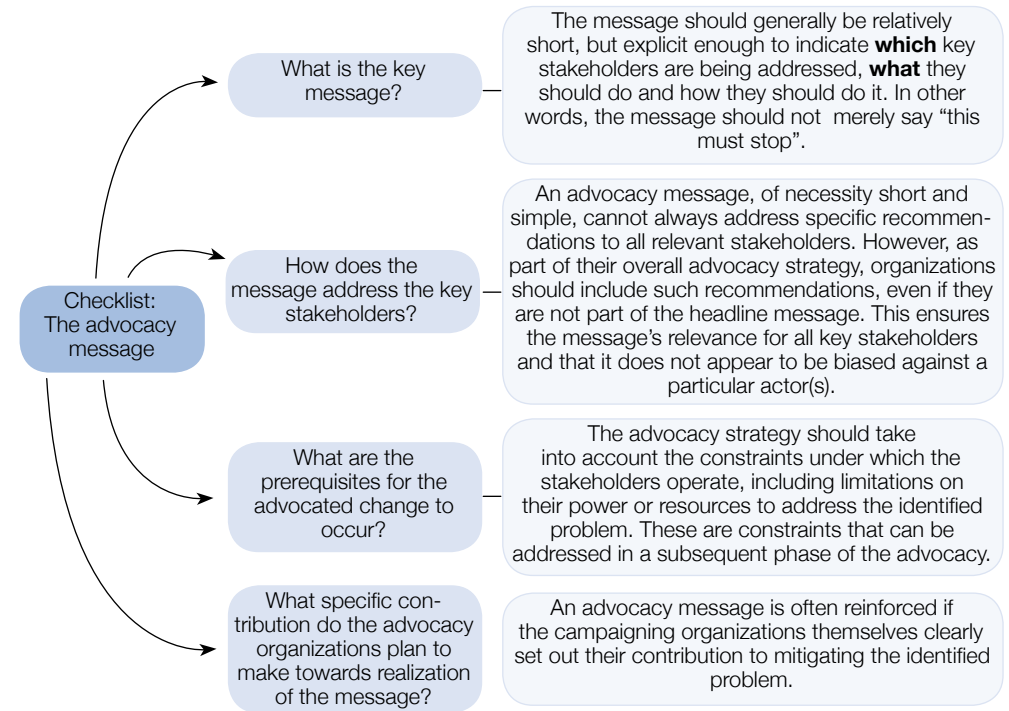 What is the key
message?
The message should generally be relatively
short, but explicit enough to indicate which key
stakeholders are being addressed, what they
should do and how they should do it. In other
words, the message should not  merely say “this
must stop”.
Checklist:
The advocacy
message
How does the
message address the key
stakeholders?
An advocacy message, of necessity short and
simple, cannot always address specific recommen-
dations to all relevant stakeholders. However, as
part of their overall advocacy strategy, organizations
should include such recommendations, even if they
are not part of the headline message. This ensures
the message’s relevance for all key stakeholders
and that it does not appear to be biased against a
particular actor(s).
What are the
prerequisites for the
advocated change to
occur?
The advocacy strategy should take
into account the constraints under which the
stakeholders operate, including limitations on
their power or resources to address the identified
problem. These are constraints that can be
addressed in a subsequent phase of the advocacy.
What specific con-
tribution do the advocacy
organizations plan to
make towards realization
of the message?
An advocacy message is often reinforced if
the campaigning organizations themselves clearly
set out their contribution to mitigating the identified
problem.